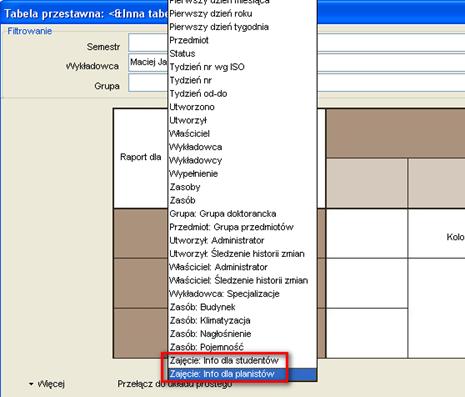 Tabela przestawna: <&Inna tabe
Filtrowanie
Semestr
Wykładowca Maciej Ja
Grupa
Raport dla
Kolo
Pierwszy dzień miesiąca
Pierwszy dzień roku
Pierwszy dzień tygodnia
Przedmiot
Status
Tydzień nr wg ISO
Tydzień nr
Tydzień od-do
Utworzono
Utworzył
Właściciel
Wykładowca
Wykładowcy
Wypełnienie
Zasoby
Zasób
Grupa: Grupa doktorancka
Przedmiot: Grupa przedmiotów
Utworzył: Administrator
Utworzył: Śledzenie historii zmian
Właściciel: Administrator
Właściciel: Śledzenie historii zmian
Wykładowca: Specjalizacje
Zasób: Budynek
Zasób: Klimatyzacja
Zasób: Nagłośnienie
Zasób: Pojemność
Zajęcie: Info dla studentów
Zajęcie: Info dla planistów
Więcej
Przełącz do układu prostego